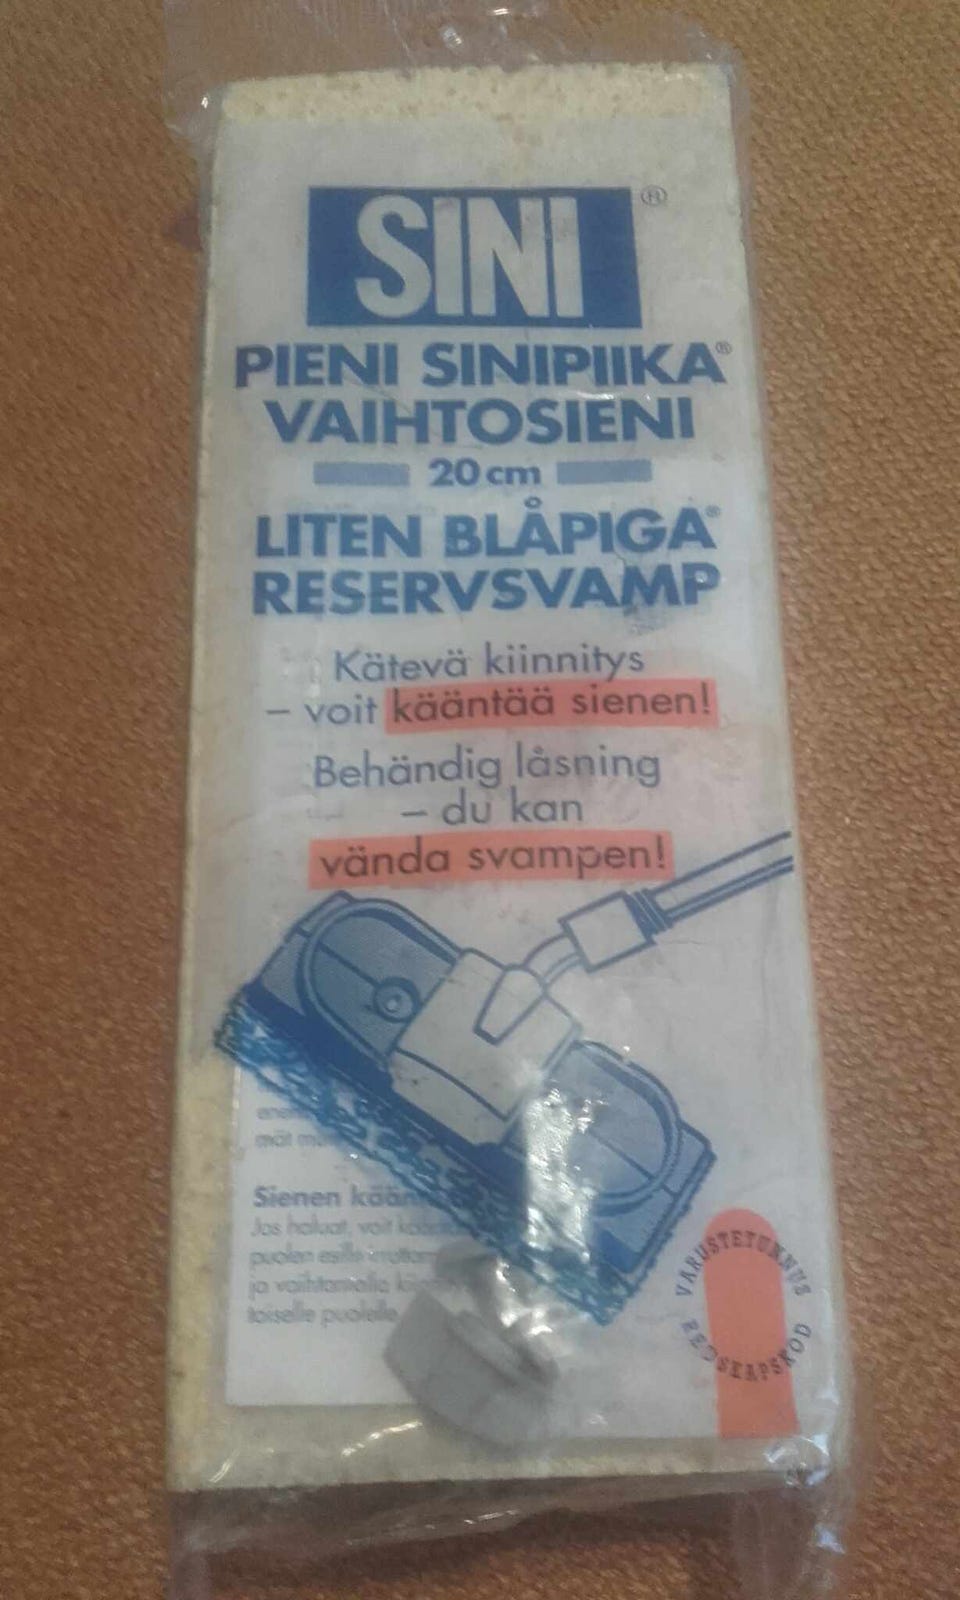 SINI®
PIENI SINIPIIKA®
VAIHTOSIENI
20 cm
LITEN BLÅPIGA®
RESERVSVAMP
Kätevä kiinnitys
– voit kääntää sienen!
Behändig låsning
– du kan
vända svampen!
mät
Sienen
Jos haluat, voit
puolen esille
ja vaihtamalla
toiselle puolelle
VARUSTETUNNUS
REDSKAPSKOD